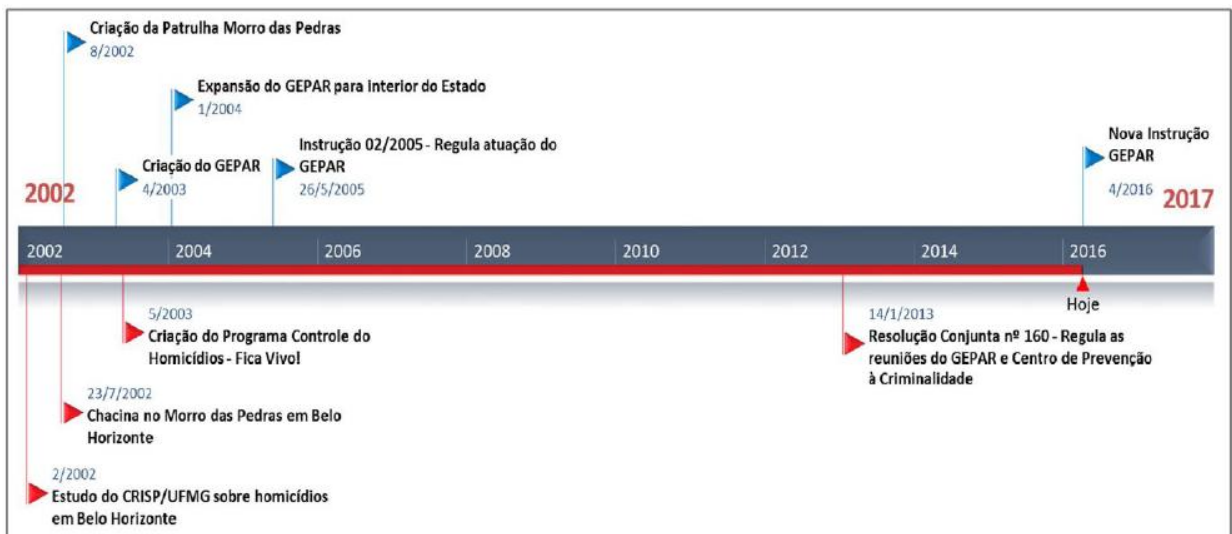 Criação da Patrulha Morro das Pedras
8/2002
Expansão do GEPAR para Interior do Estado
1/2004
Instrução 02/2005 - Regula atuação do
GEPAR
26/5/2005
Criação do GEPAR
4/2003
Nova Instrução
GEPAR
4/2016
2002
2017
2002
2004
2006
2008
2010
2012
2014
2016
Hoje
5/2003
Criação do Programa Controle do
Homicídios - Fica Vivo!
14/1/2013
Resolução Conjunta nº 160 - Regula as
reuniões do GEPAR e Centro de Prevenção
à Criminalidade
23/7/2002
Chacina no Morro das Pedras em Belo
Horizonte
2/2002
Estudo do CRISP/UFMG sobre homicídios
em Belo Horizonte